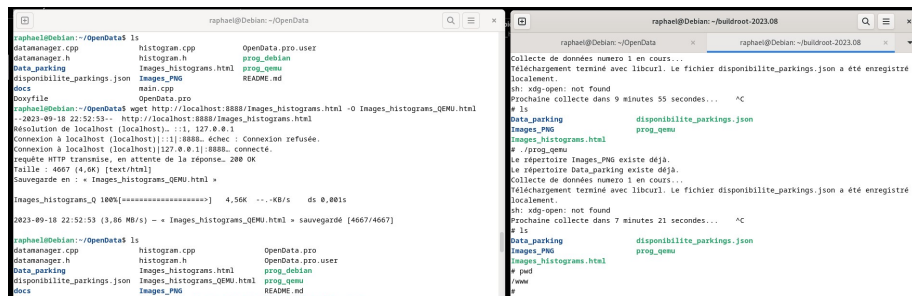 raphael@Debian: ~/OpenData
raphael@Debian:~/OpenData$ ls
datamanager.cpp histogram.cpp OpenData.pro.user
datamanager.h histogram.h prog_debian
Data_parking Images_histograms.html prog_qemu
disponibilite_parkings.json Images_PNG README.md
docs main.cpp
Doxyfile OpenData.pro
raphael@Debian:~/OpenData$ wget http://localhost:8888/Images_histograms.html -O Images_histograms_QEMU.html
--2023-09-18 22:52:53-- http://localhost:8888/Images_histograms.html
Résolution de localhost (localhost)… ::1, 127.0.0.1
Connexion à localhost (localhost)|::1|:8888… échec : Connexion refusée.
Connexion à localhost (localhost)|127.0.0.1|:8888… connecté.
requête HTTP transmise, en attente de la réponse… 200 OK
Taille : 4667 (4,6K) [text/html]
Sauvegarde en : « Images_histograms_QEMU.html »
Images_histograms_Q 100%[===================>] 4,56K --.-KB/s ds 0,001s
2023-09-18 22:52:53 (3,86 MB/s) — « Images_histograms_QEMU.html » sauvegardé [4667/4667]
raphael@Debian:~/OpenData$ ls
datamanager.cpp histogram.cpp OpenData.pro
datamanager.h histogram.h OpenData.pro.user
Data_parking Images_histograms.html prog_debian
disponibilite_parkings.json Images_histograms_QEMU.html prog_qemu
docs Images_PNG README.md
raphael@Debian: ~/buildroot-2023.08
raphael@Debian: ~/OpenData
raphael@Debian: ~/buildroot-2023.08
Collecte de données numero 1 en cours...
Téléchargement terminé avec libcurl. Le fichier disponibilite_parkings.json a été enregistré
localement.
sh: xdg-open: not found
Prochaine collecte dans 9 minutes 55 secondes... ^C
# ls
Data_parking disponibilite_parkings.json
Images_PNG prog_qemu
Images_histograms.html
# ./prog_qemu
Le répertoire Images_PNG existe déjà.
Le répertoire Data_parking existe déjà.
Collecte de données numero 1 en cours...
Téléchargement terminé avec libcurl. Le fichier disponibilite_parkings.json a été enregistré
localement.
sh: xdg-open: not found
Prochaine collecte dans 7 minutes 21 secondes... ^C
# ls
Data_parking disponibilite_parkings.json
Images_PNG prog_qemu
Images_histograms.html
# pwd
/www
#